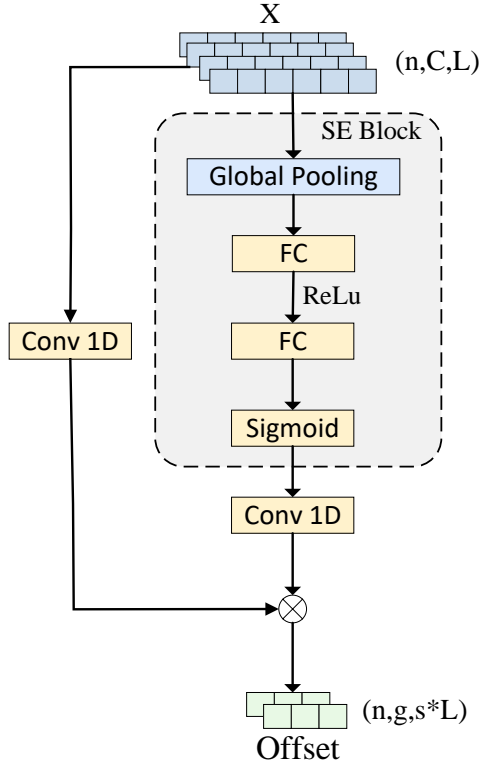 X
(n,C,L)
SE Block
Global Pooling
FC
ReLu
FC
Conv 1D
Sigmoid
Conv 1D
(n,g,s*L)
Offset